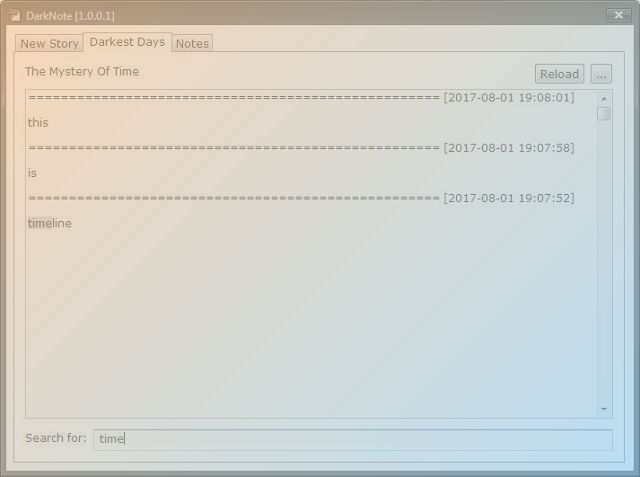 DarkNote [1.0.0.1]
New Story Darkest Days Notes
The Mystery Of Time Reload ...
=================================================== [2017-08-01 19:08:01]
this
=================================================== [2017-08-01 19:07:58]
is
=================================================== [2017-08-01 19:07:52]
timeline
Search for: time